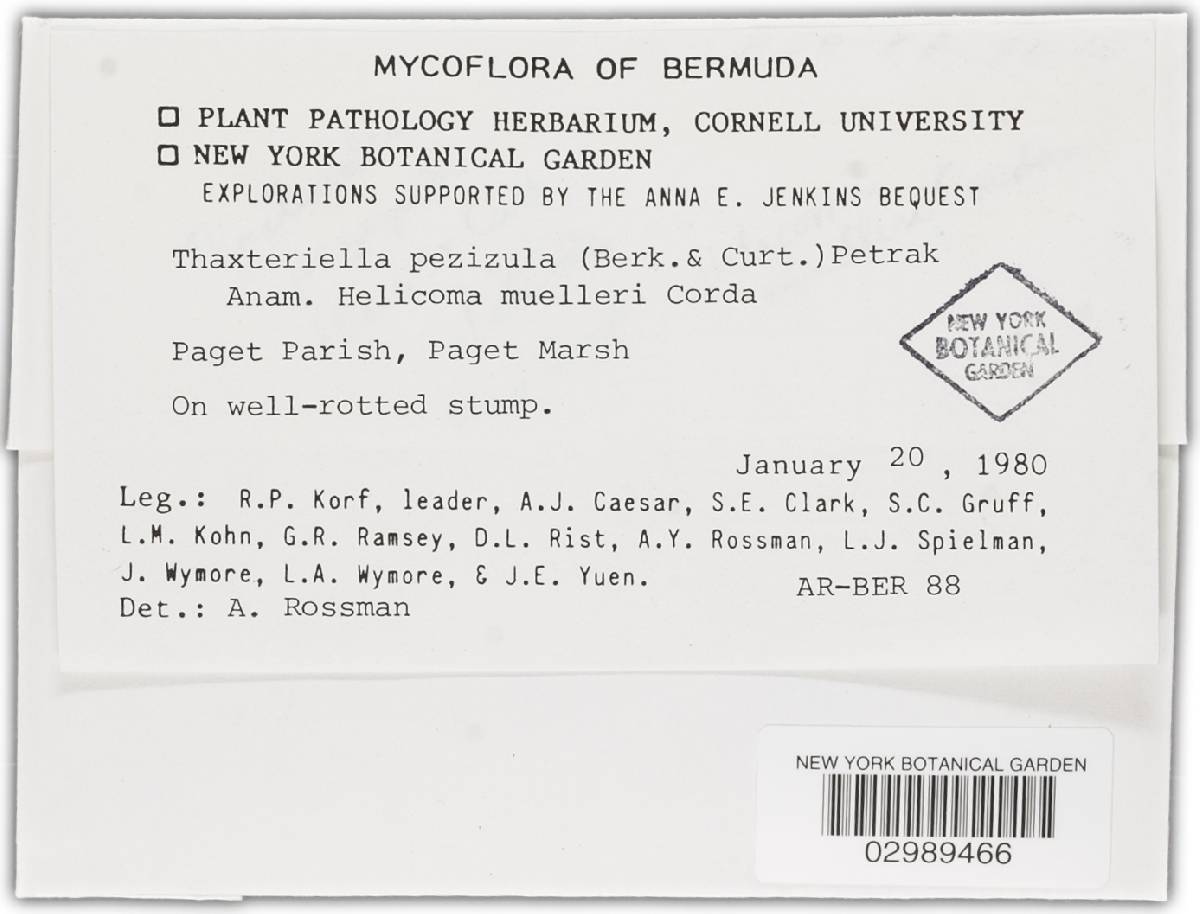 MYCOFLORA OF BERMUDA
☐ PLANT PATHOLOGY HERBARIUM, CORNELL UNIVERSITY
☐ NEW YORK BOTANICAL GARDEN
EXPLORATIONS SUPPORTED BY THE ANNA E. JENKINS BEQUEST
Thaxteriella pezizula (Berk.& Curt.)Petrak
Anam. Helicoma muelleri Corda
NEW YORK
BOTANICAL
GARDEN
Paget Parish, Paget Marsh
On well-rotted stump.
January 20, 1980
Leg.: R.P. Korf, leader, A.J. Caesar, S.E. Clark, S.C. Gruff,
L.M. Kohn, G.R. Ramsey, D.L. Rist, A.Y. Rossman, L.J. Spielman,
J. Wymore, L.A. Wymore, & J.E. Yuen.
AR-BER 88
Det.: A. Rossman
NEW YORK BOTANICAL GARDEN
02989466